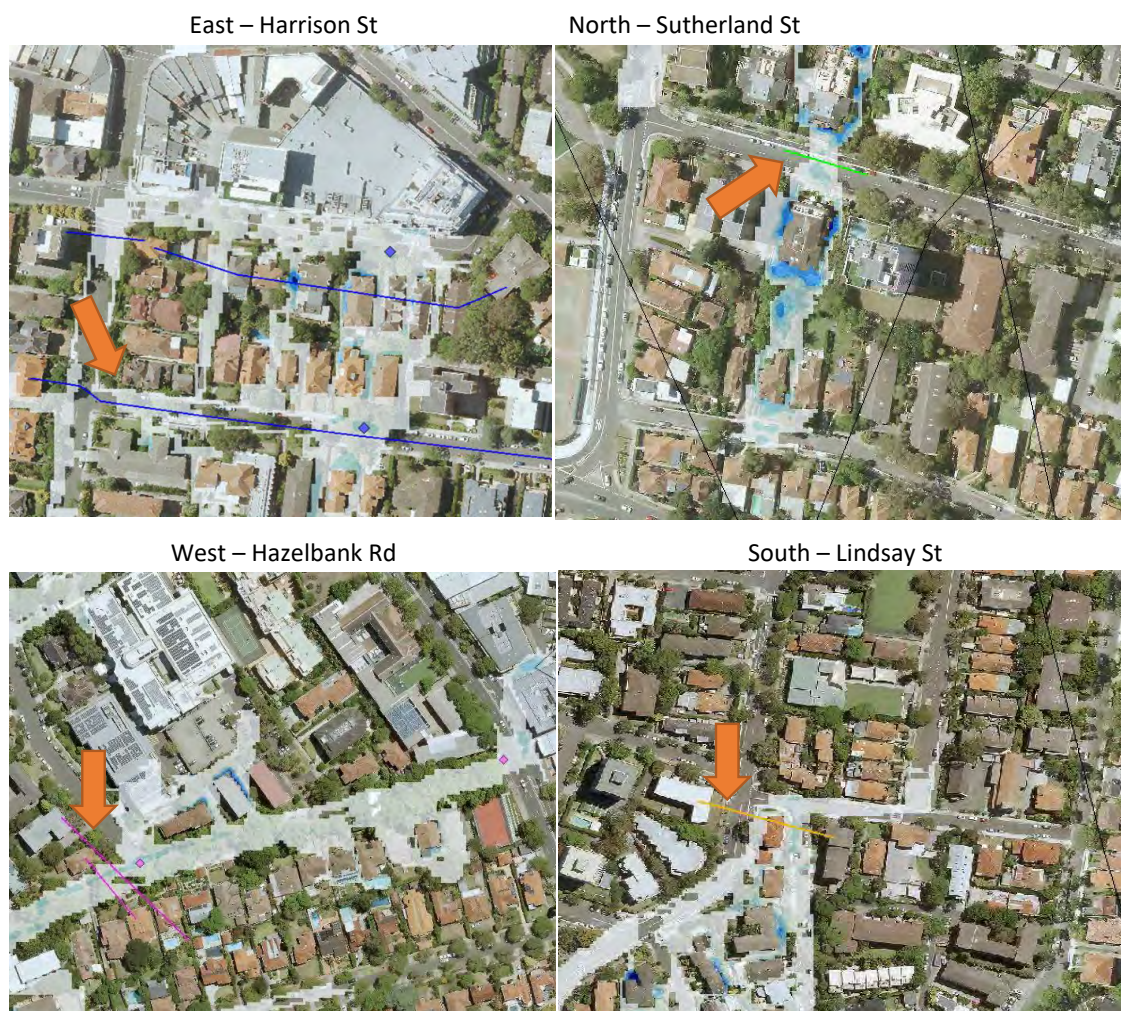 East – Harrison St
North – Sutherland St
West – Hazelbank Rd
South – Lindsay St